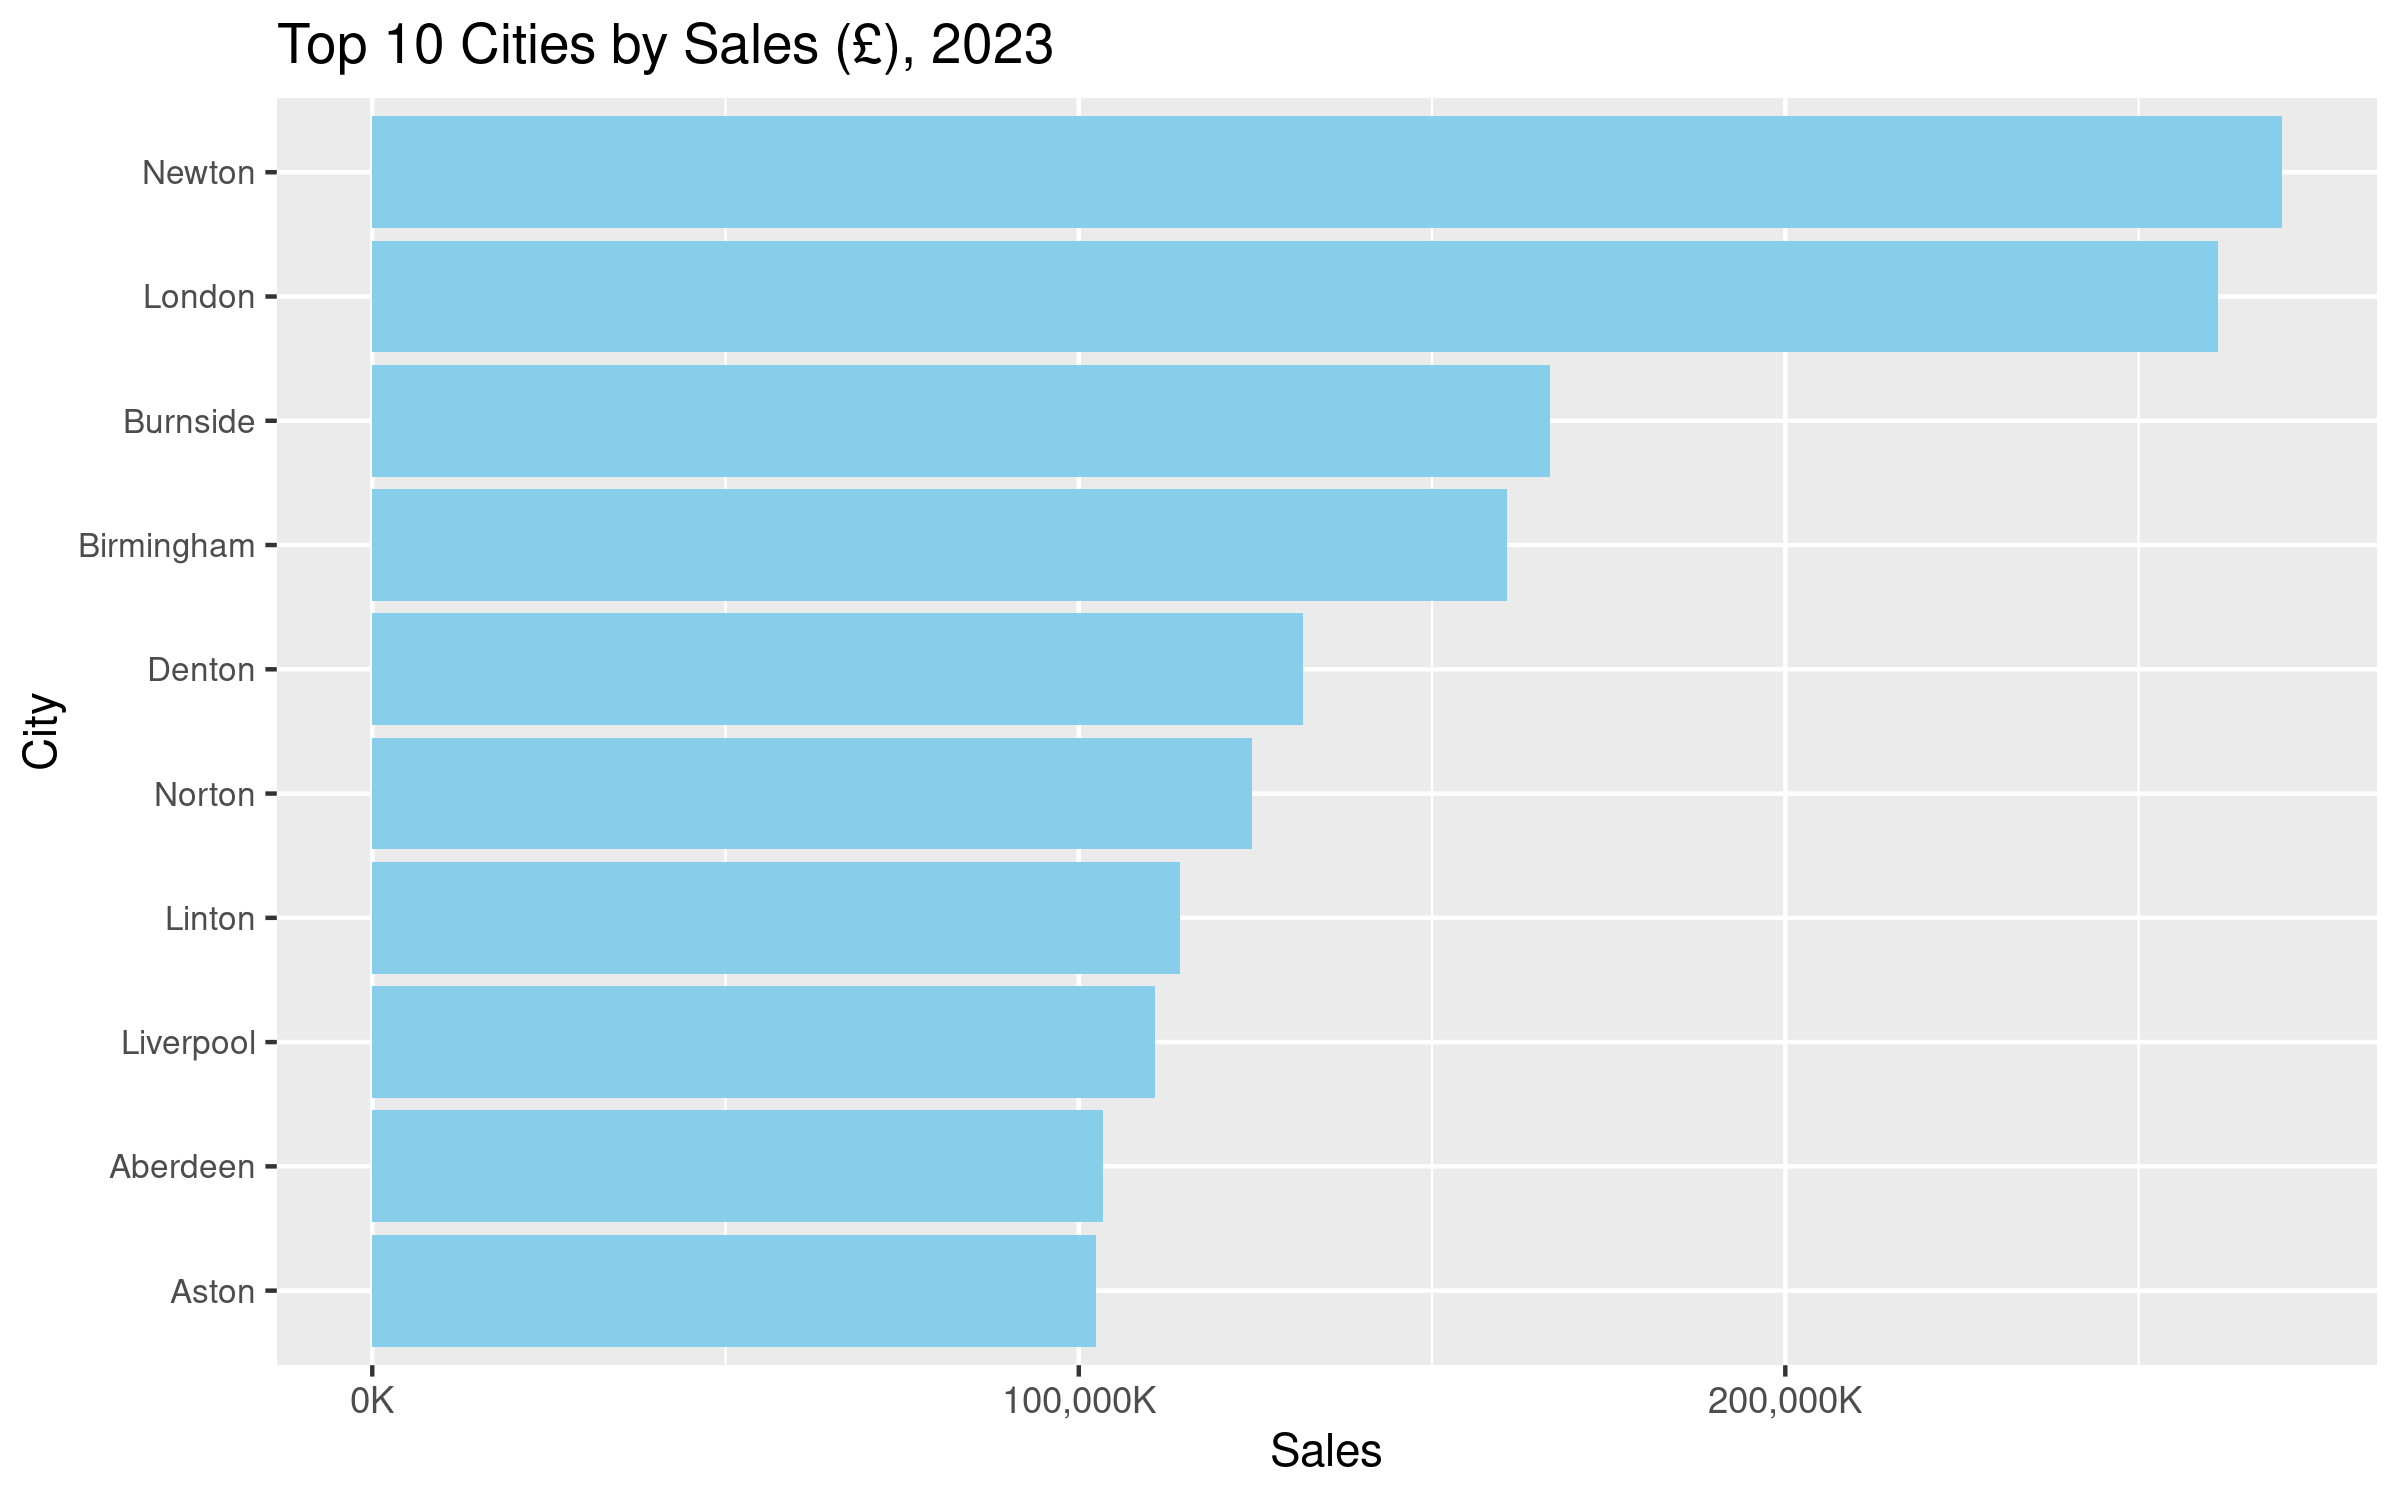 Top 10 Cities by Sales (£), 2023
City
Newton
London
Burnside
Birmingham
Denton
Norton
Linton
Liverpool
Aberdeen
Aston
0K 100,000K 200,000K
Sales